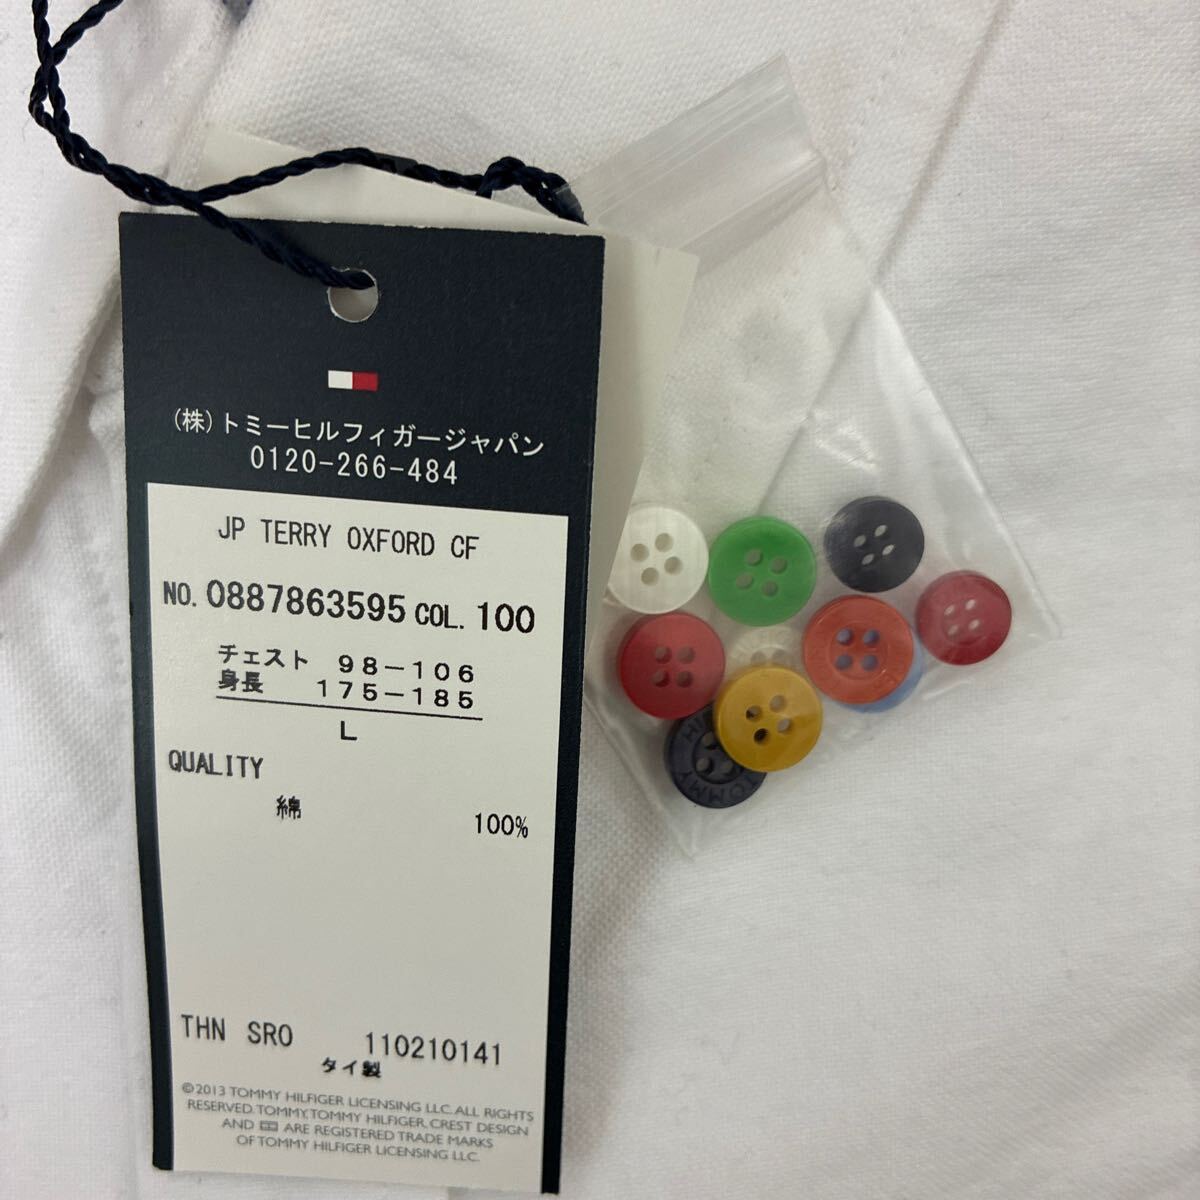 (株)トミーヒルフィガージャパン
0120-266-484
JP TERRY OXFORD CF
NO. 0887863595 COL. 100
チェスト 98-106
身長 175-185
L
QUALITY
綿 100%
THN SRO 110210141
タイ製
©2013 TOMMY HILFIGER LICENSING LLC. ALL RIGHTS
RESERVED. TOMMY, TOMMY HILFIGER, CREST DESIGN
AND ARE REGISTERED TRADE MARKS
OF TOMMY HILFIGER LICENSING LLC.
TOMMY